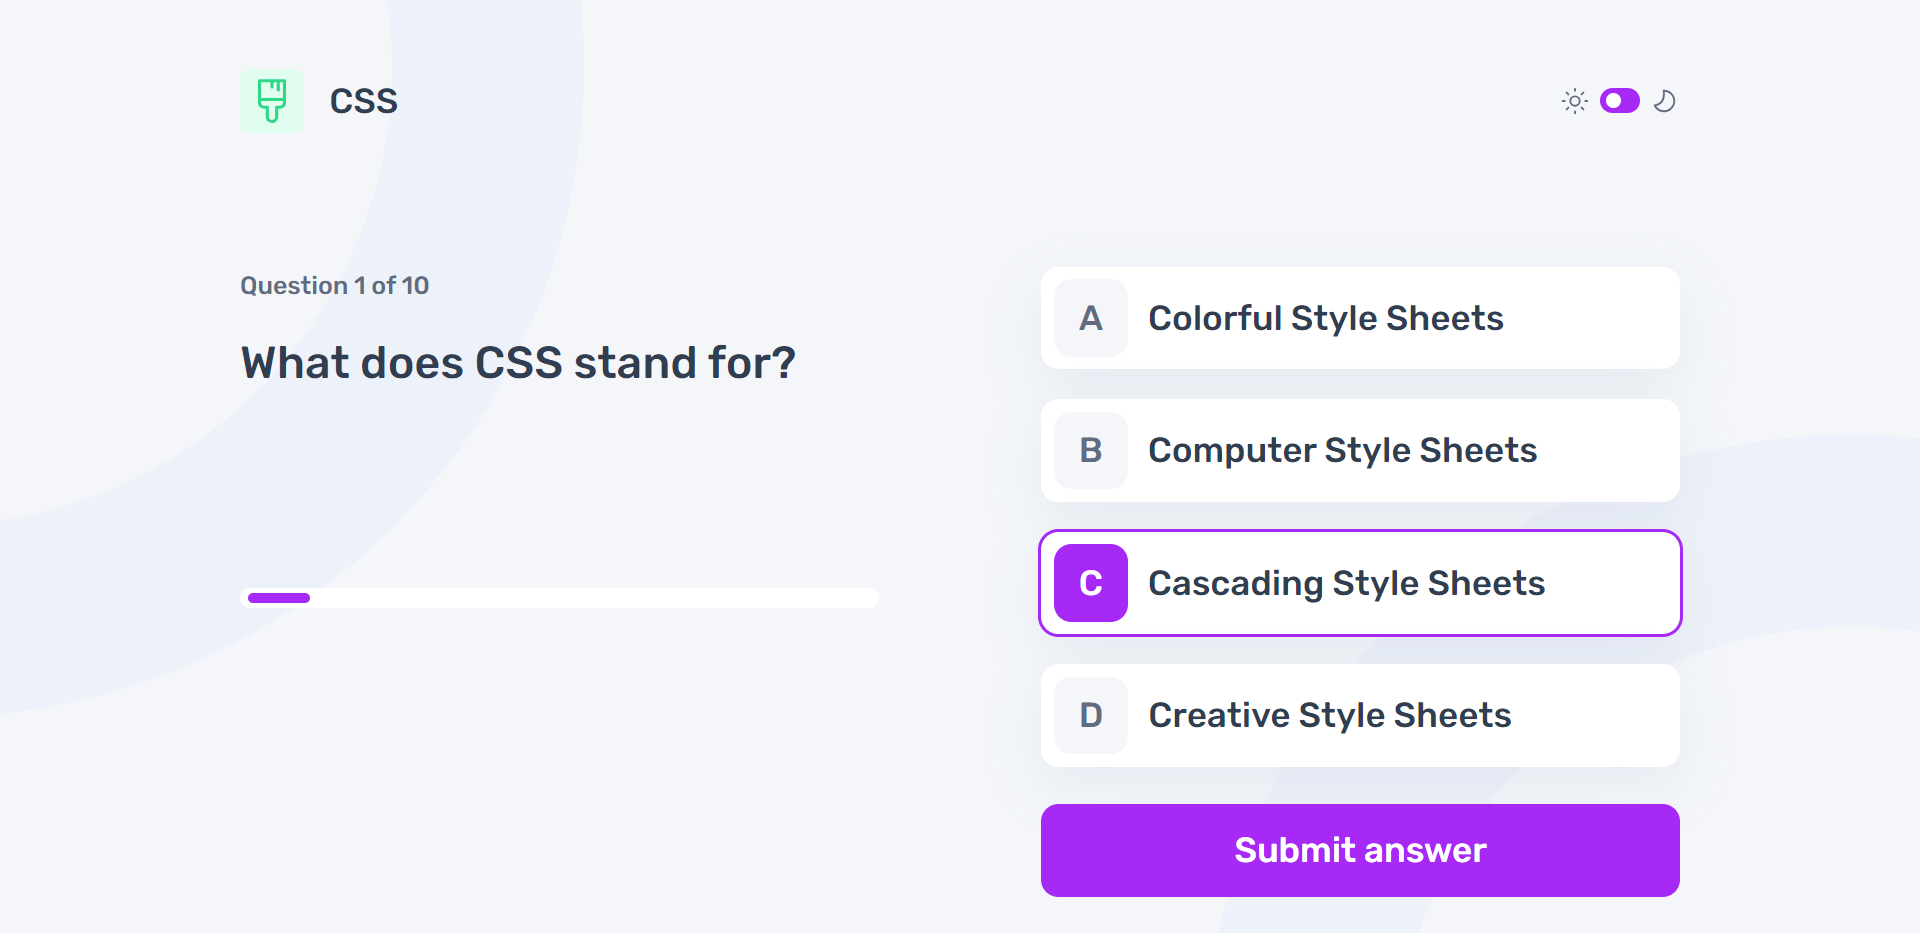 CSS
Question 1 of 10
What does CSS stand for?
A Colorful Style Sheets
B Computer Style Sheets
C Cascading Style Sheets
D Creative Style Sheets
Submit answer